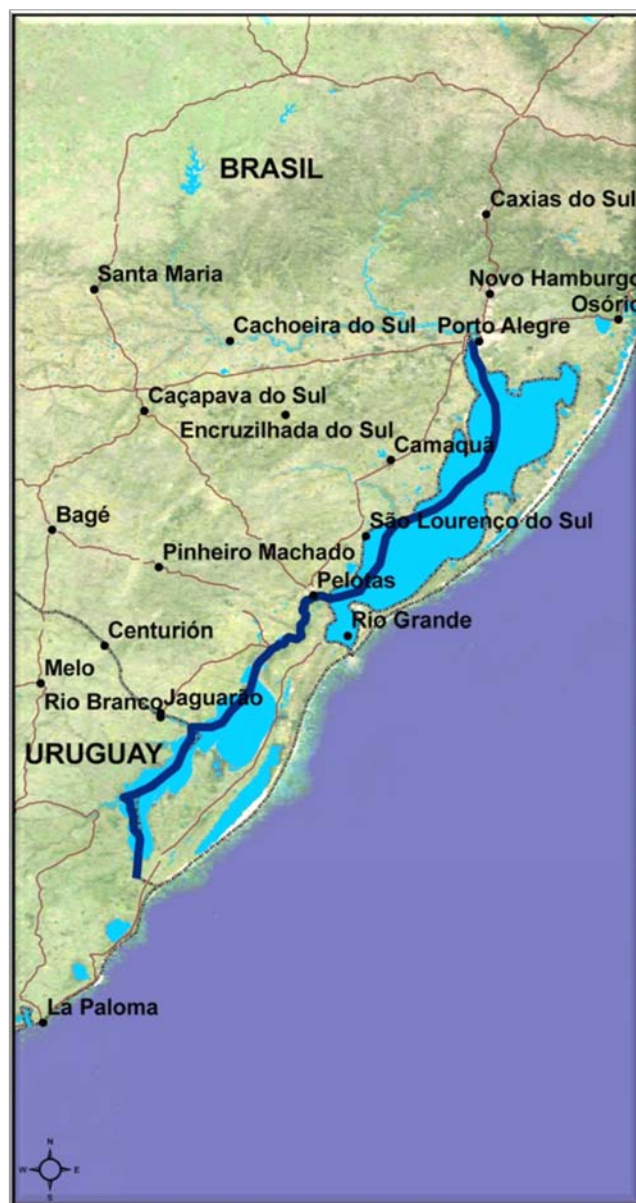 BRASIL
Caxias do Sul
Santa Maria
Novo Hamburgo
Osório
Cachoeira do Sul
Porto Alegre
Caçapava do Sul
Encruzilhada do Sul
Camaquã
Bagé
São Lourenço do Sul
Pinheiro Machado
Pelotas
Centurión
Rio Grande
Melo
Rio Branco
Jaguarão
URUGUAY
La Paloma
N
W
E
S